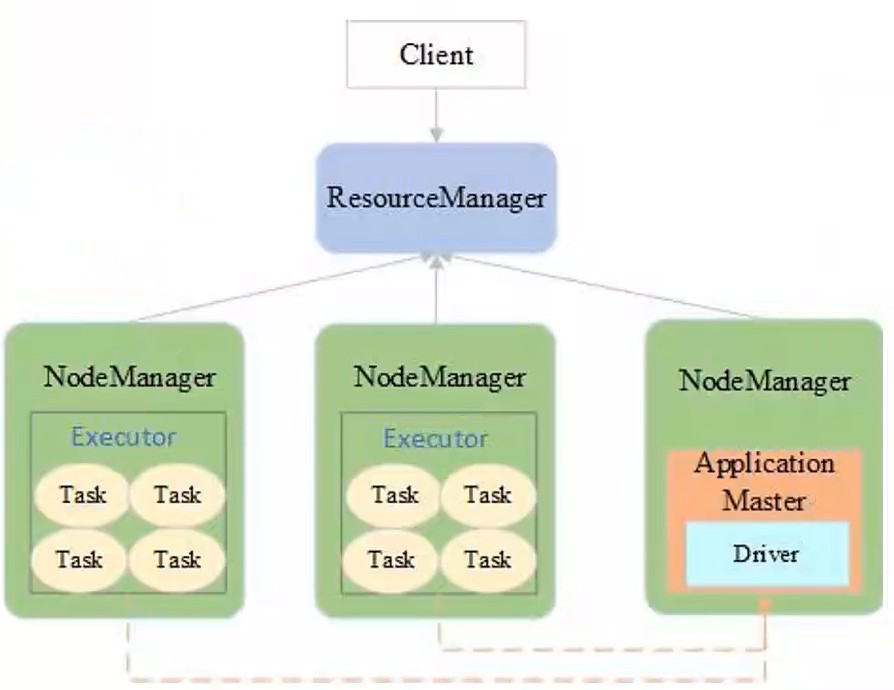 Client
ResourceManager
NodeManager
Executor
Task Task
Task Task
NodeManager
Executor
Task Task
Task Task
NodeManager
Application
Master
Driver